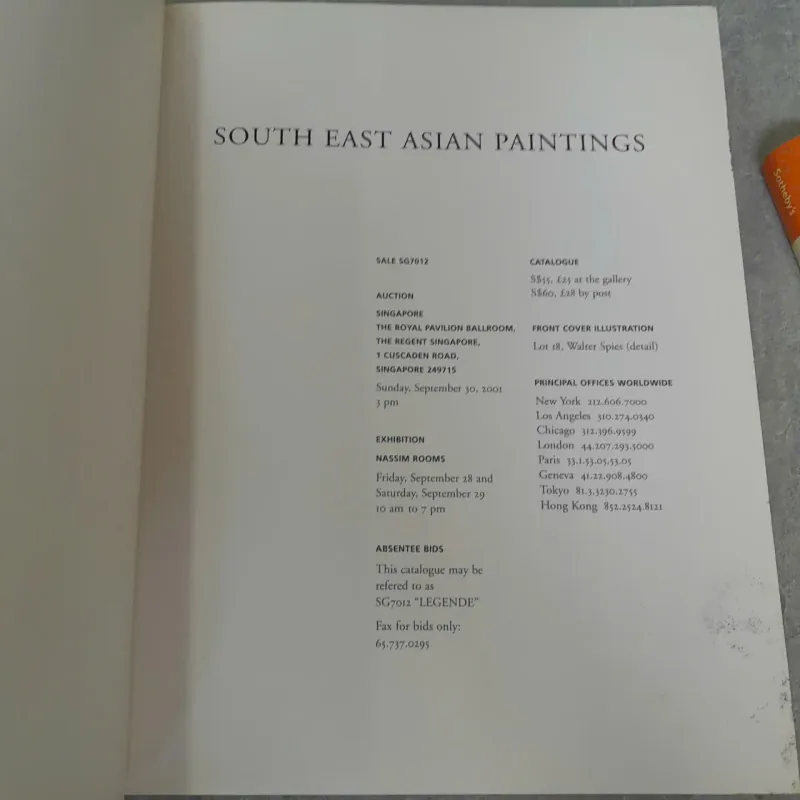 SOUTH EAST ASIAN PAINTINGS
SALE SG7012
AUCTION
SINGAPORE
THE ROYAL PAVILION BALLROOM,
THE REGENT SINGAPORE,
1 CUSCADEN ROAD,
SINGAPORE 249715
Sunday, September 30, 2001
3 pm
EXHIBITION
NASSIM ROOMS
Friday, September 28 and
Saturday, September 29
10 am to 7 pm
ABSENTEE BIDS
This catalogue may be
refered to as
SG7012 "LEGENDE"
Fax for bids only:
65.737.0295
CATALOGUE
S$55, £25 at the gallery
S$60, £28 by post
FRONT COVER ILLUSTRATION
Lot 18, Walter Spies (detail)
PRINCIPAL OFFICES WORLDWIDE
New York 212.606.7000
Los Angeles 310.274.0340
Chicago 312.396.9599
London 44.207.293.5000
Paris 33.1.53.05.53.05
Geneva 41.22.908.4800
Tokyo 81.3.3230.2755
Hong Kong 852.2524.8121
Sotheby's